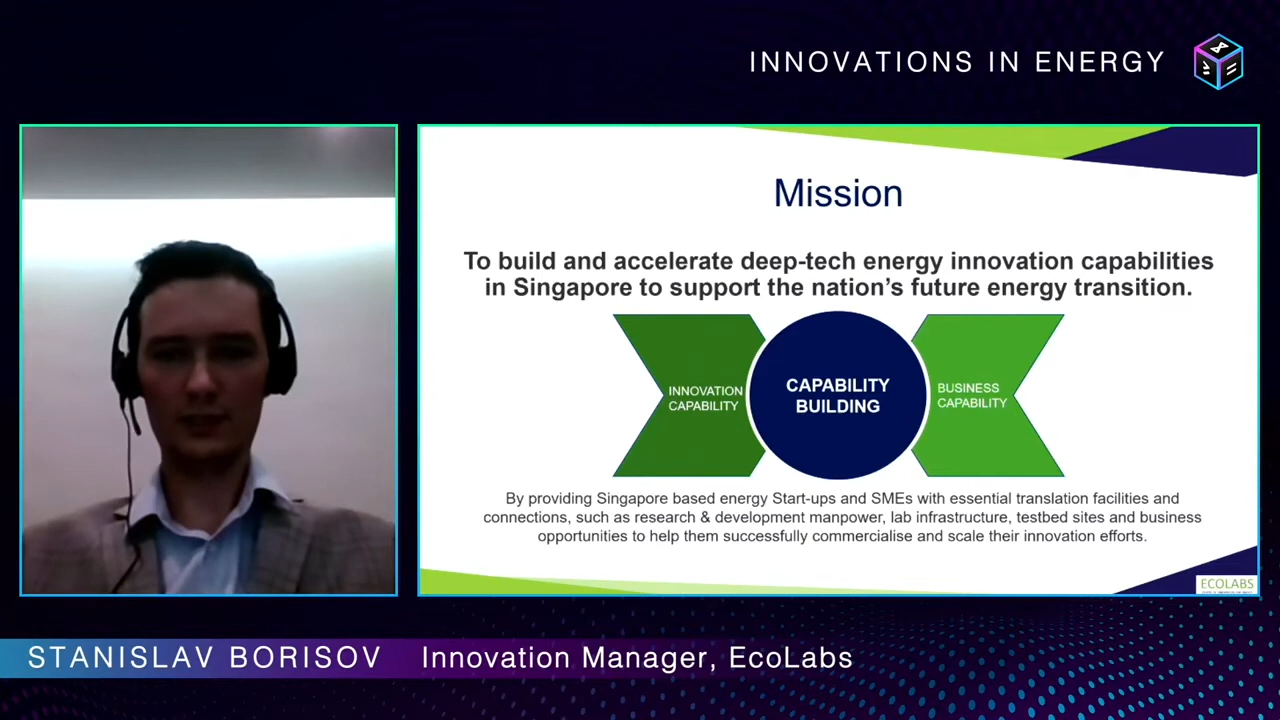 INNOVATIONS IN ENERGY
Mission
To build and accelerate deep-tech energy innovation capabilities
in Singapore to support the nation’s future energy transition.
INNOVATION
CAPABILITY
CAPABILITY
BUILDING
BUSINESS
CAPABILITY
By providing Singapore based energy Start-ups and SMEs with essential translation facilities and
connections, such as research & development manpower, lab infrastructure, testbed sites and business
opportunities to help them successfully commercialise and scale their innovation efforts.
ECOLABS
STANISLAV BORISOV Innovation Manager, EcoLabs